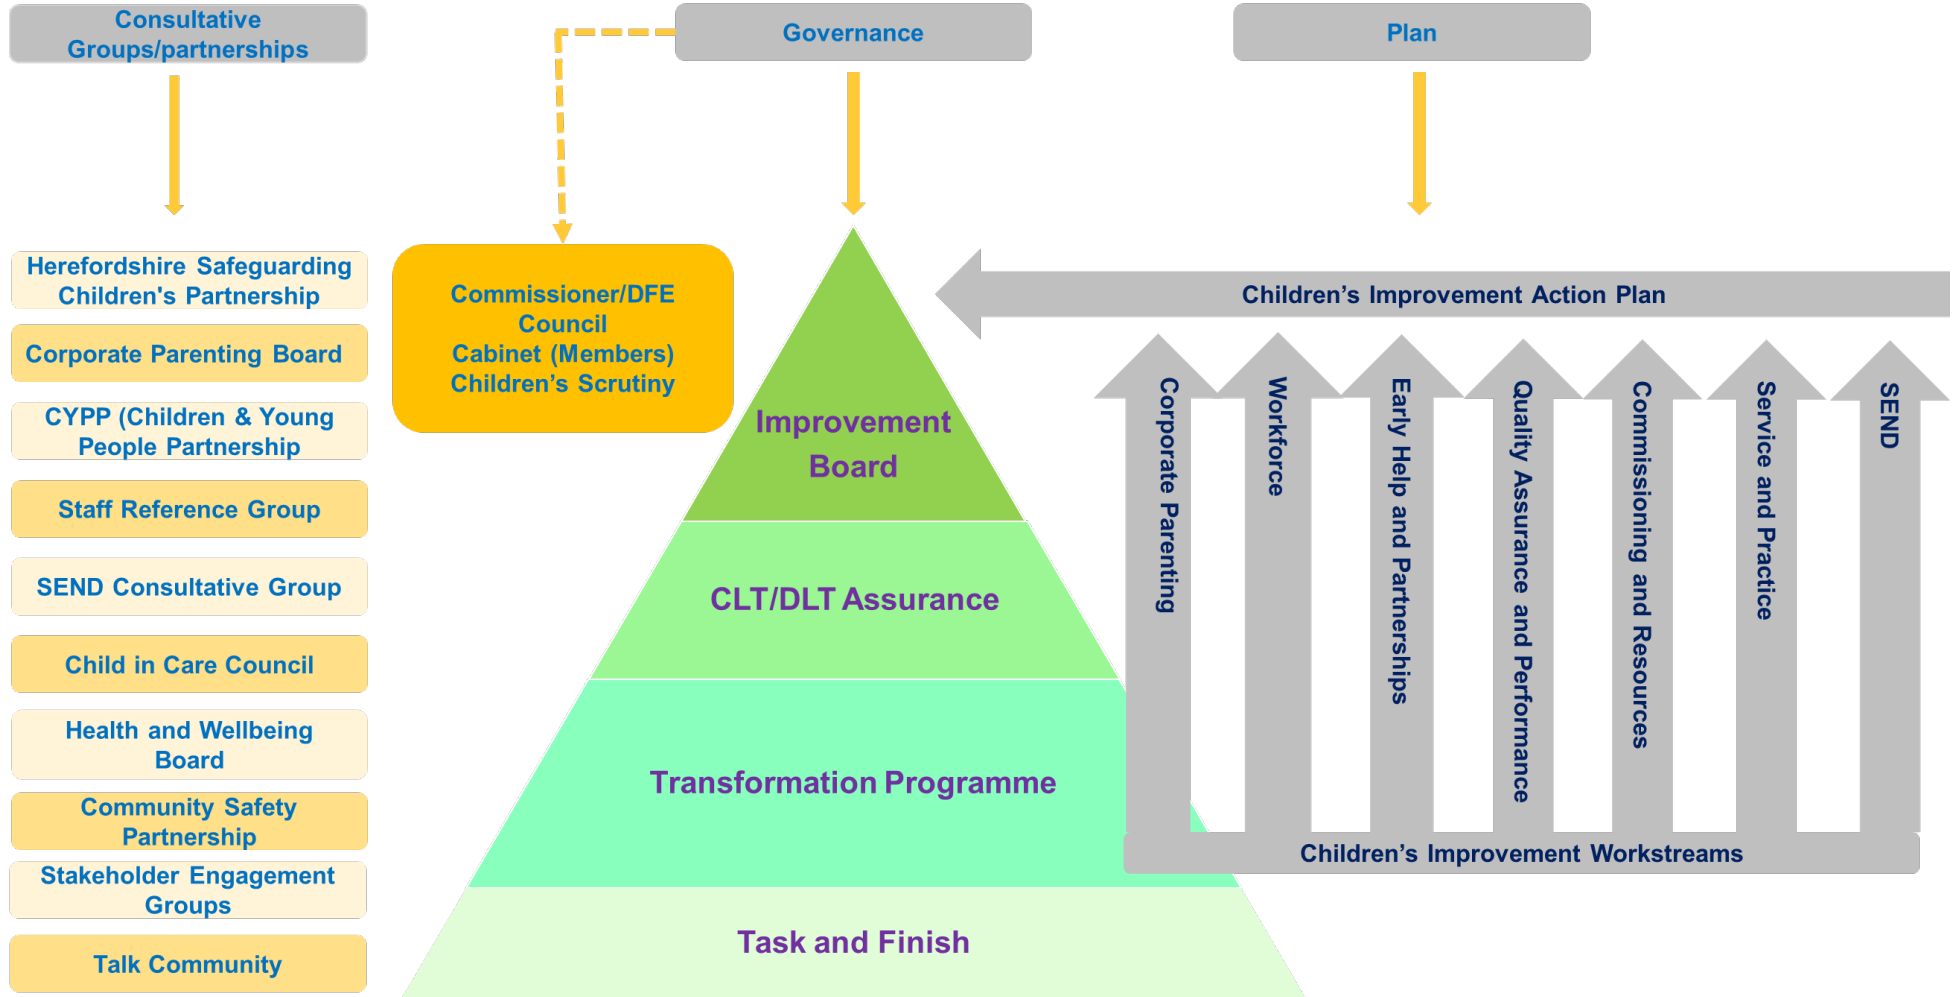 Consultative
Groups/partnerships
Governance
Plan
Herefordshire Safeguarding
Children's Partnership
Corporate Parenting Board
CYPP (Children & Young
People Partnership
Staff Reference Group
SEND Consultative Group
Child in Care Council
Health and Wellbeing
Board
Community Safety
Partnership
Stakeholder Engagement
Groups
Talk Community
Commissioner/DFE
Council
Cabinet (Members)
Children’s Scrutiny
Improvement
Board
CLT/DLT Assurance
Transformation Programme
Task and Finish
Children’s Improvement Action Plan
Corporate Parenting
Workforce
Early Help and Partnerships
Quality Assurance and Performance
Commissioning and Resources
Service and Practice
SEND
Children’s Improvement Workstreams